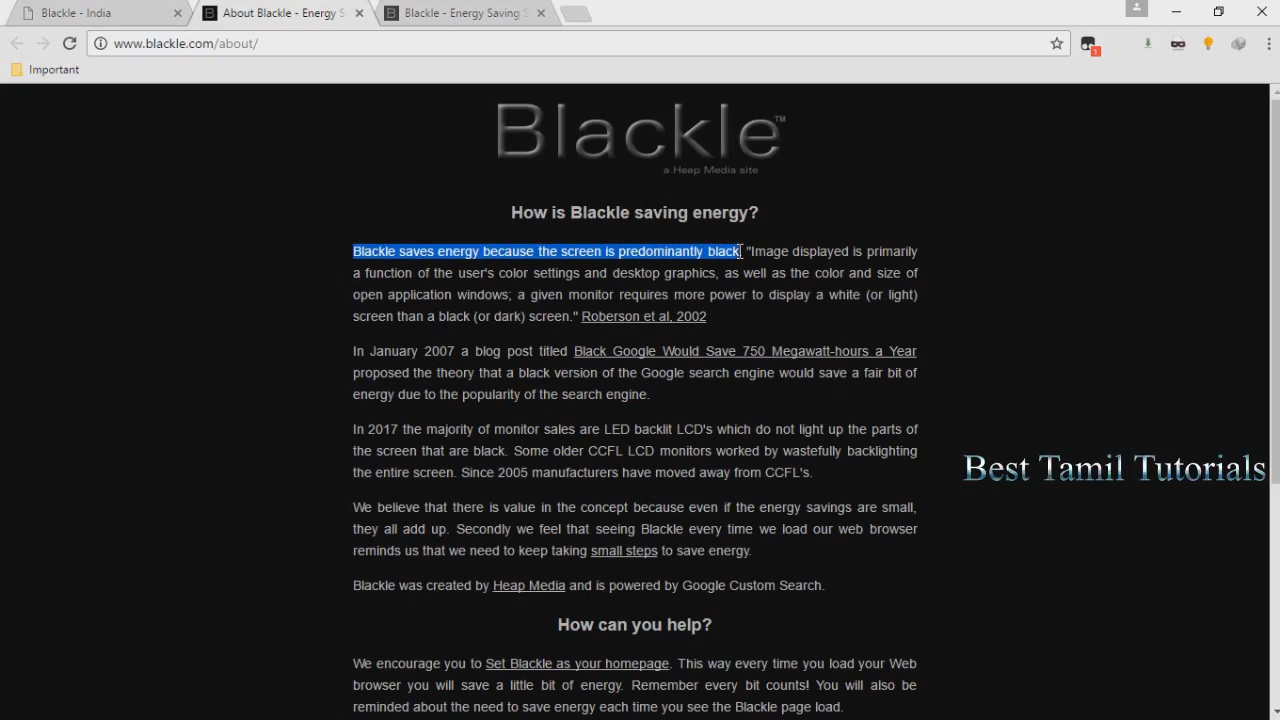 Blackle - India
About Blackle - Energy S
Blackle - Energy Saving S
www.blackle.com/about/
1
Important
Blackle™
a Heap Media site
How is Blackle saving energy?
Blackle saves energy because the screen is predominantly black. "Image displayed is primarily
a function of the user's color settings and desktop graphics, as well as the color and size of
open application windows; a given monitor requires more power to display a white (or light)
screen than a black (or dark) screen." Roberson et al, 2002
In January 2007 a blog post titled Black Google Would Save 750 Megawatt-hours a Year
proposed the theory that a black version of the Google search engine would save a fair bit of
energy due to the popularity of the search engine.
In 2017 the majority of monitor sales are LED backlit LCD's which do not light up the parts of
the screen that are black. Some older CCFL LCD monitors worked by wastefully backlighting
the entire screen. Since 2005 manufacturers have moved away from CCFL's.
Best Tamil Tutorials
We believe that there is value in the concept because even if the energy savings are small,
they all add up. Secondly we feel that seeing Blackle every time we load our web browser
reminds us that we need to keep taking small steps to save energy.
Blackle was created by Heap Media and is powered by Google Custom Search.
How can you help?
We encourage you to Set Blackle as your homepage. This way every time you load your Web
browser you will save a little bit of energy. Remember every bit counts! You will also be
reminded about the need to save energy each time you see the Blackle page load.